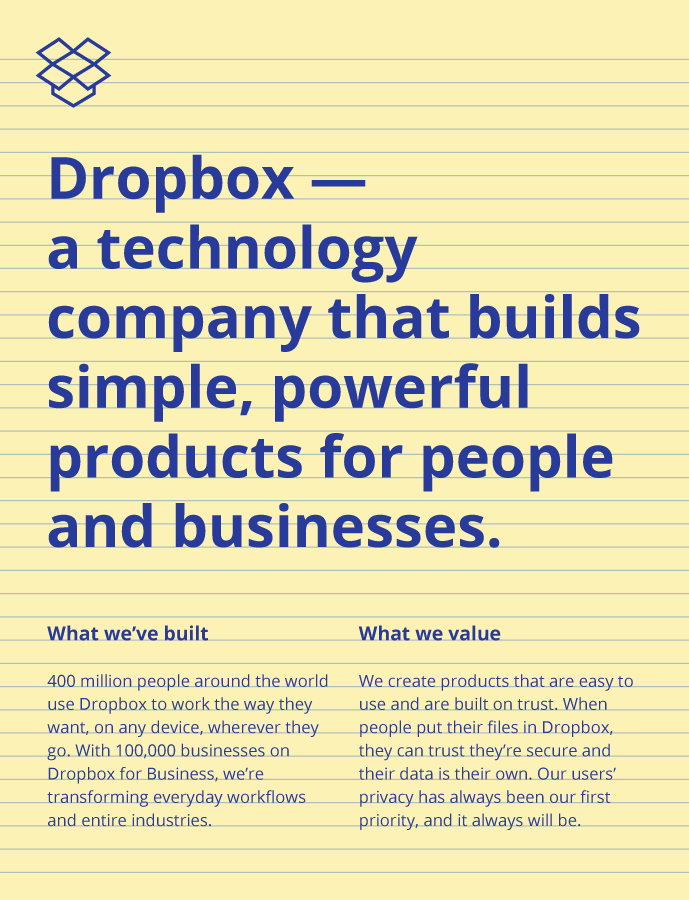 Dropbox —
a technology
company that builds
simple, powerful
products for people
and businesses.
What we’ve built
400 million people around the world
use Dropbox to work the way they
want, on any device, wherever they
go. With 100,000 businesses on
Dropbox for Business, we’re
transforming everyday workflows
and entire industries.
What we value
We create products that are easy to
use and are built on trust. When
people put their files in Dropbox,
they can trust they’re secure and
their data is their own. Our users’
privacy has always been our first
priority, and it always will be.